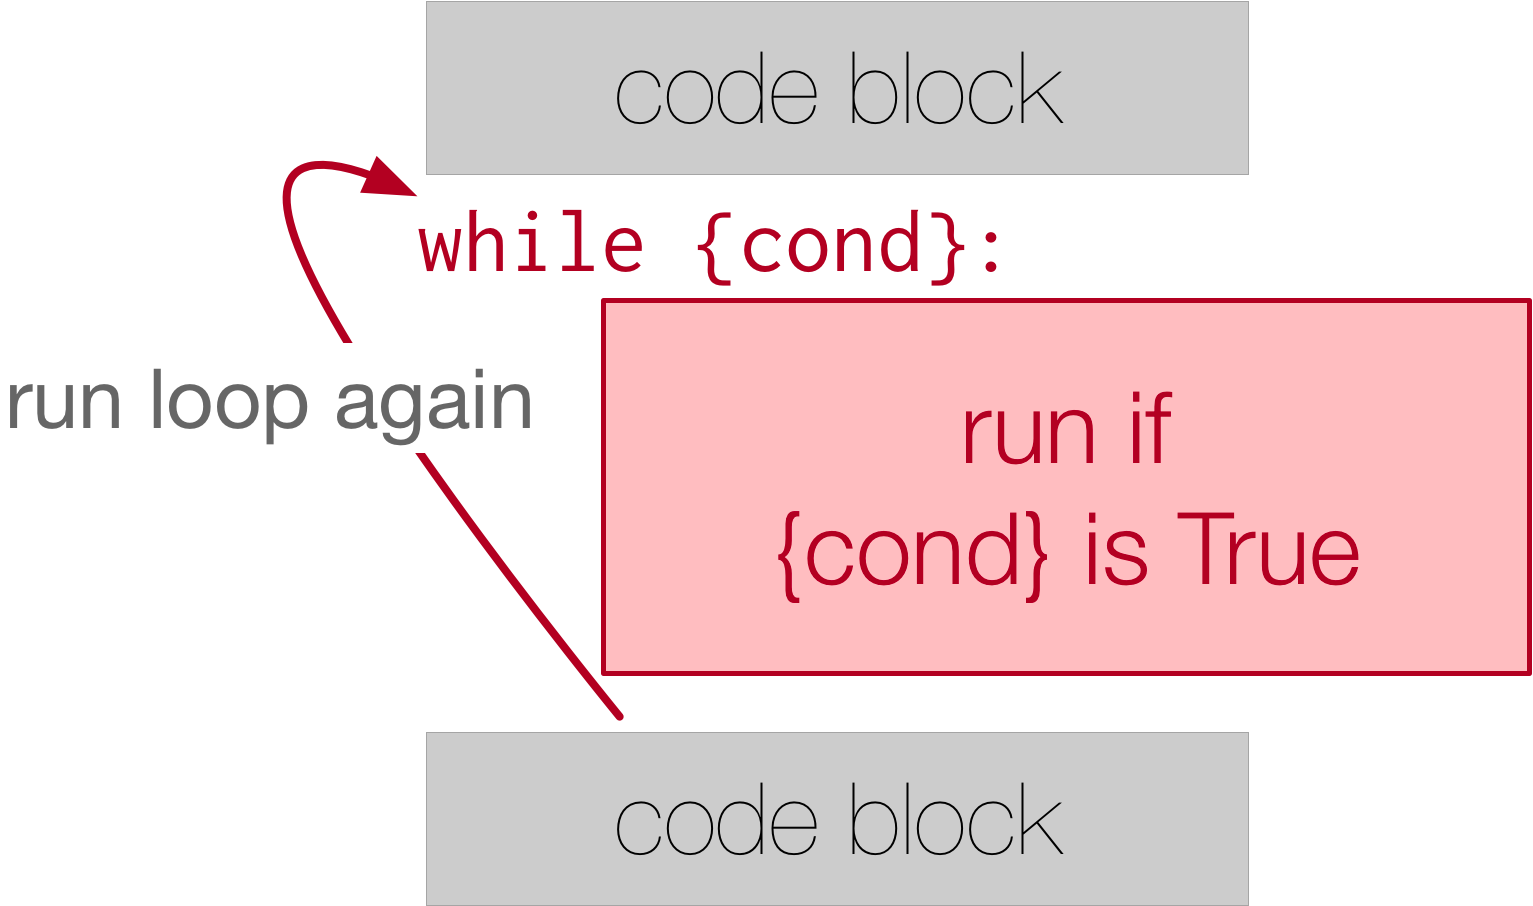 code block
while {cond}:
run loop again
run if
{cond} is True
code block